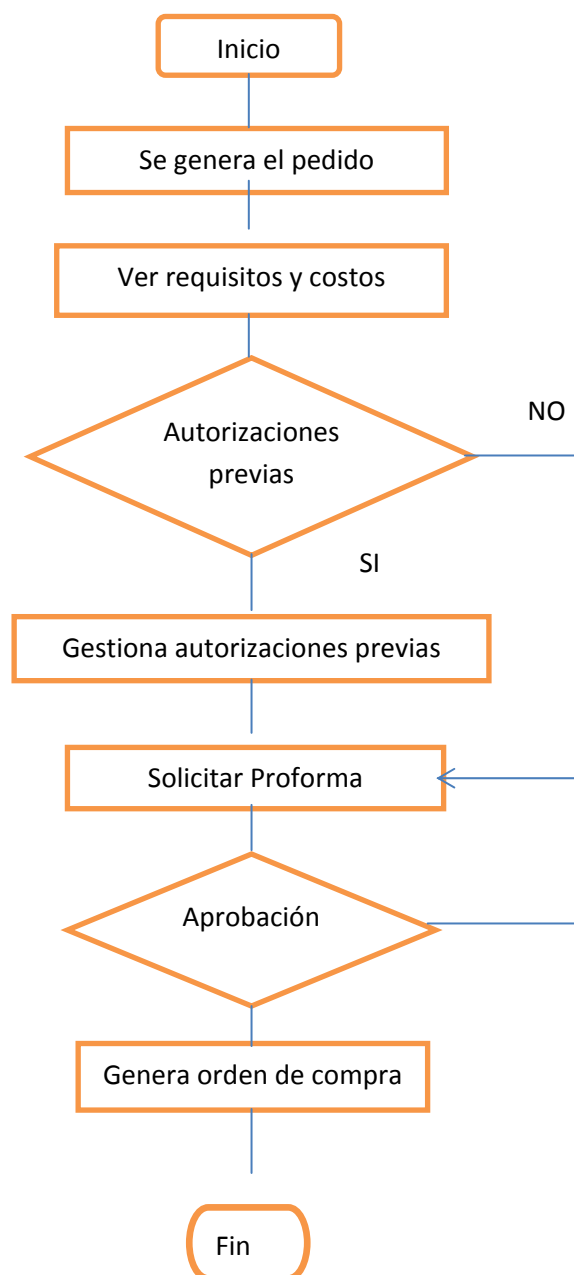 Inicio
Se genera el pedido
Ver requisitos y costos
NO
Autorizaciones
previas
SI
Gestiona autorizaciones previas
Solicitar Proforma
Aprobación
Genera orden de compra
Fin